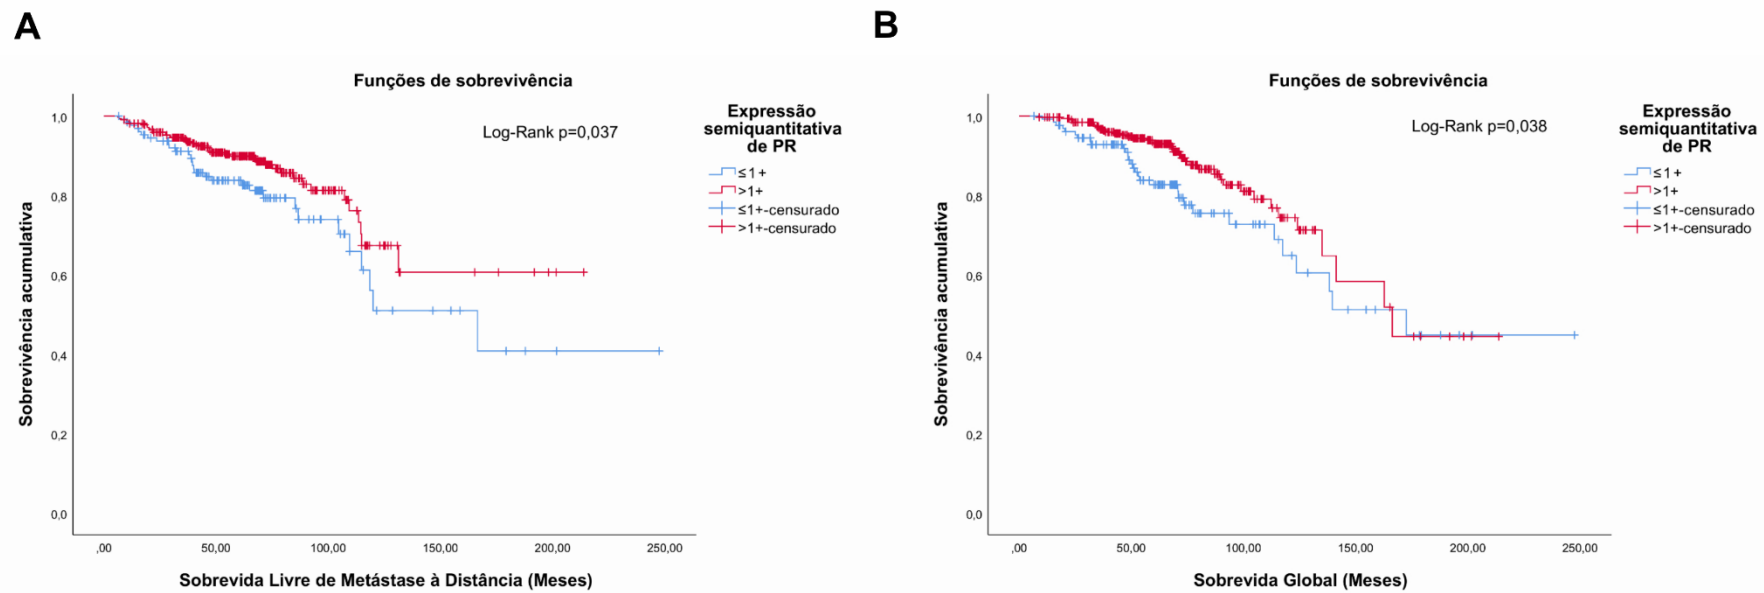 A
Funções de sobrevivência
Log-Rank p=0,037
Expressão
semiquantitativa
de PR
≤1+
>1+
≤1+-censurado
>1+-censurado
Sobrevivência acumulativa
1,0
0,8
0,6
0,4
0,2
0,0
,00
50,00
100,00
150,00
200,00
250,00
Sobrevida Livre de Metástase à Distância (Meses)
B
Funções de sobrevivência
Log-Rank p=0,038
Expressão
semiquantitativa
de PR
≤1+
>1+
≤1+-censurado
>1+-censurado
Sobrevivência acumulativa
1,0
0,8
0,6
0,4
0,2
0,0
,00
50,00
100,00
150,00
200,00
250,00
Sobrevida Global (Meses)